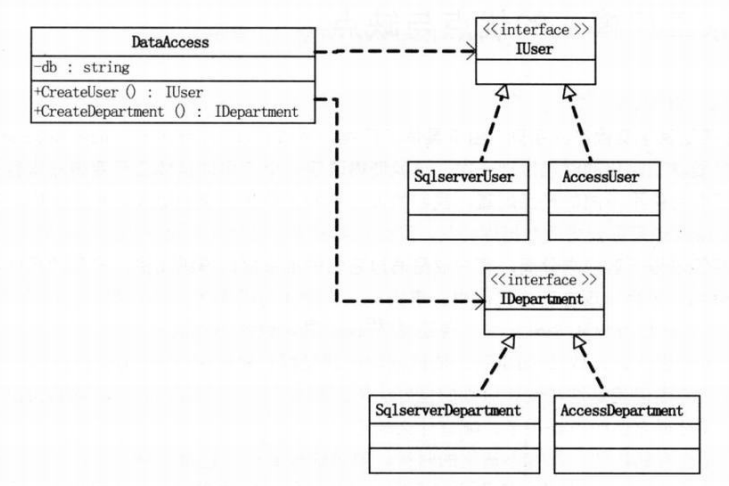 DataAccess
-db : string
+CreateUser () : IUser
+CreateDepartment () : IDepartment
<<interface>>
IUser
SqlserverUser
AccessUser
<<interface>>
IDepartment
SqlserverDepartment
AccessDepartment